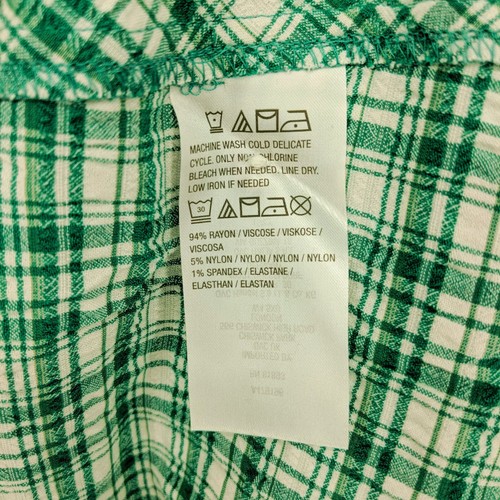 MACHINE WASH COLD DELICATE
CYCLE. ONLY NON-CHLORINE
BLEACH WHEN NEEDED. LINE DRY.
LOW IRON IF NEEDED
30
94% RAYON / VISCOSE / VISKOSE /
VISCOSA
5% NYLON / NYLON / NYLON / NYLON
1% SPANDEX / ELASTANE /
ELASTHAN / ELASTAN